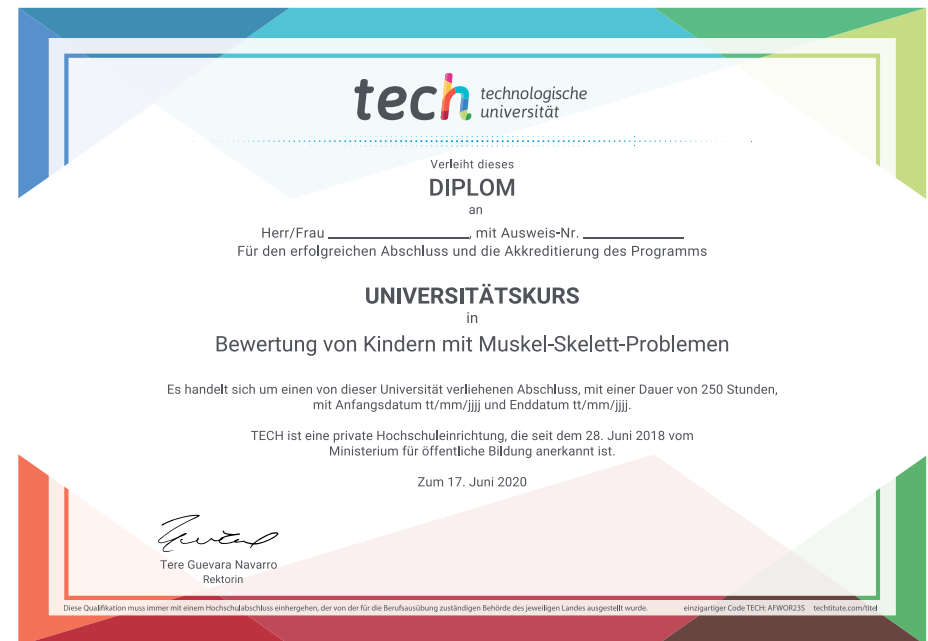 tech technologische
universität
Verleiht dieses
DIPLOM
an
Herr/Frau ____________, mit Ausweis-Nr. ____________
Für den erfolgreichen Abschluss und die Akkreditierung des Programms
UNIVERSITÄTSKURS
in
Bewertung von Kindern mit Muskel-Skelett-Problemen
Es handelt sich um einen von dieser Universität verliehenen Abschluss, mit einer Dauer von 250 Stunden,
mit Anfangsdatum tt/mm/jjjj und Enddatum tt/mm/jjjj.
TECH ist eine private Hochschuleinrichtung, die seit dem 28. Juni 2018 vom
Ministerium für öffentliche Bildung anerkannt ist.
Zum 17. Juni 2020
Tere Guevara Navarro
Rektorin
Diese Qualifikation muss immer mit einem Hochschulabschluss einhergehen, der von der für die Berufsausübung zuständigen Behörde des jeweiligen Landes ausgestellt wurde. einzigartiger Code TECH: AFWOR23S techtitute.com/titel